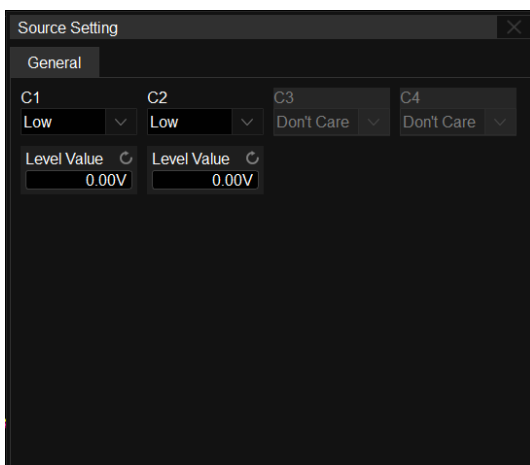 Source Setting
General
C1 C2 C3 C4
Low Low Don't Care Don't Care
Level Value Level Value
0.00V 0.00V